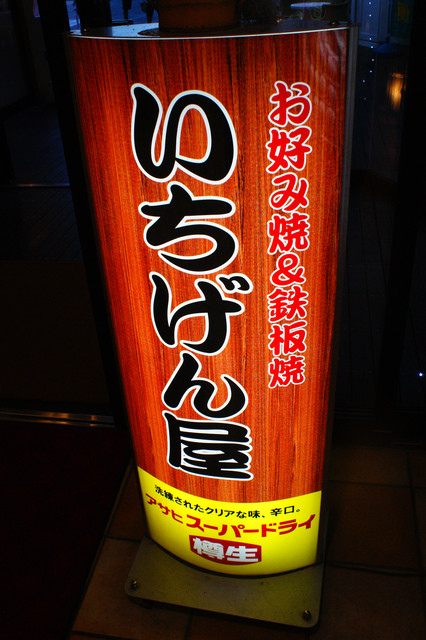 お好み焼&鉄板焼
いちげん屋
洗練されたクリアな味、辛口。
アサヒスーパードライ
樽生